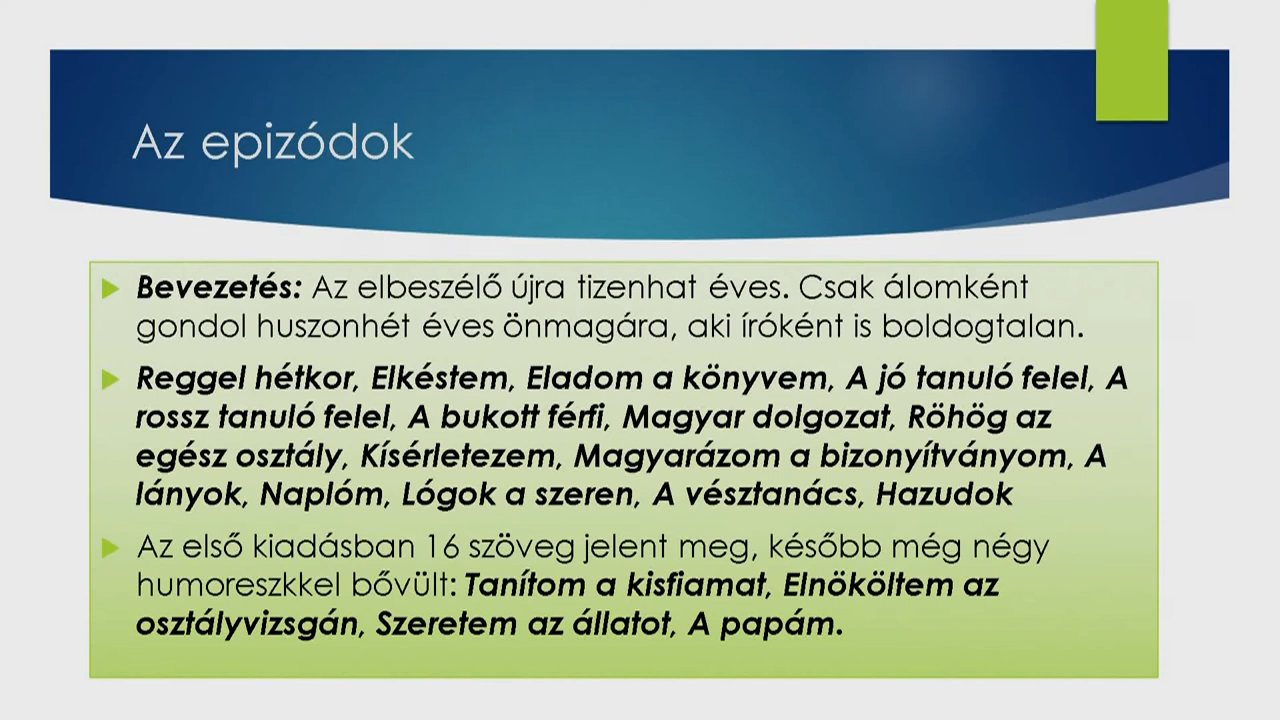 Az epizódok
Bevezetés: Az elbeszélő újra tizenhat éves. Csak álomként
gondol huszonhét éves önmagára, aki íróként is boldogtalan.
Reggel hétkor, Elkéstem, Eladom a könyvem, A jó tanuló felel, A
rossz tanuló felel, A bukott férfi, Magyar dolgozat, Röhög az
egész osztály, Kísérletezem, Magyarázom a bizonyítványom, A
lányok, Naplóm, Lógok a szeren, A vésztanács, Hazudok
Az első kiadásban 16 szöveg jelent meg, később még négy
humoreszkkel bővült: Tanítom a kisfiamat, Elnököltem az
osztályvizsgán, Szeretem az állatot, A papám.